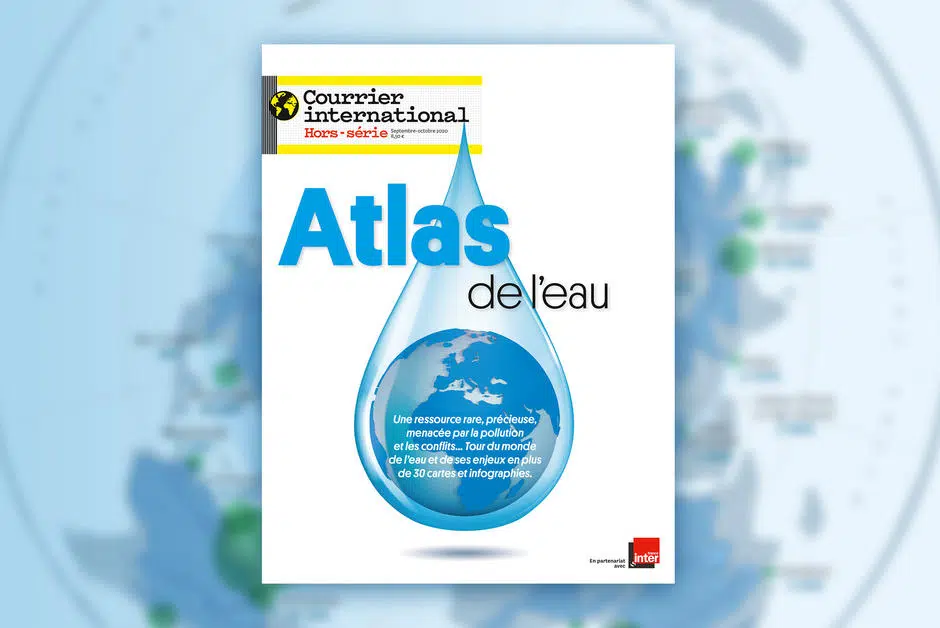 Courrier
international
Hors-série
Septembre-octobre 2020
8,50 €
Atlas
de l'eau
Une ressource rare, précieuse,
menacée par la pollution
et les conflits... Tour du monde
de l'eau et de ses enjeux en plus
de 30 cartes et infographies.
En partenariat
avec
france
inter